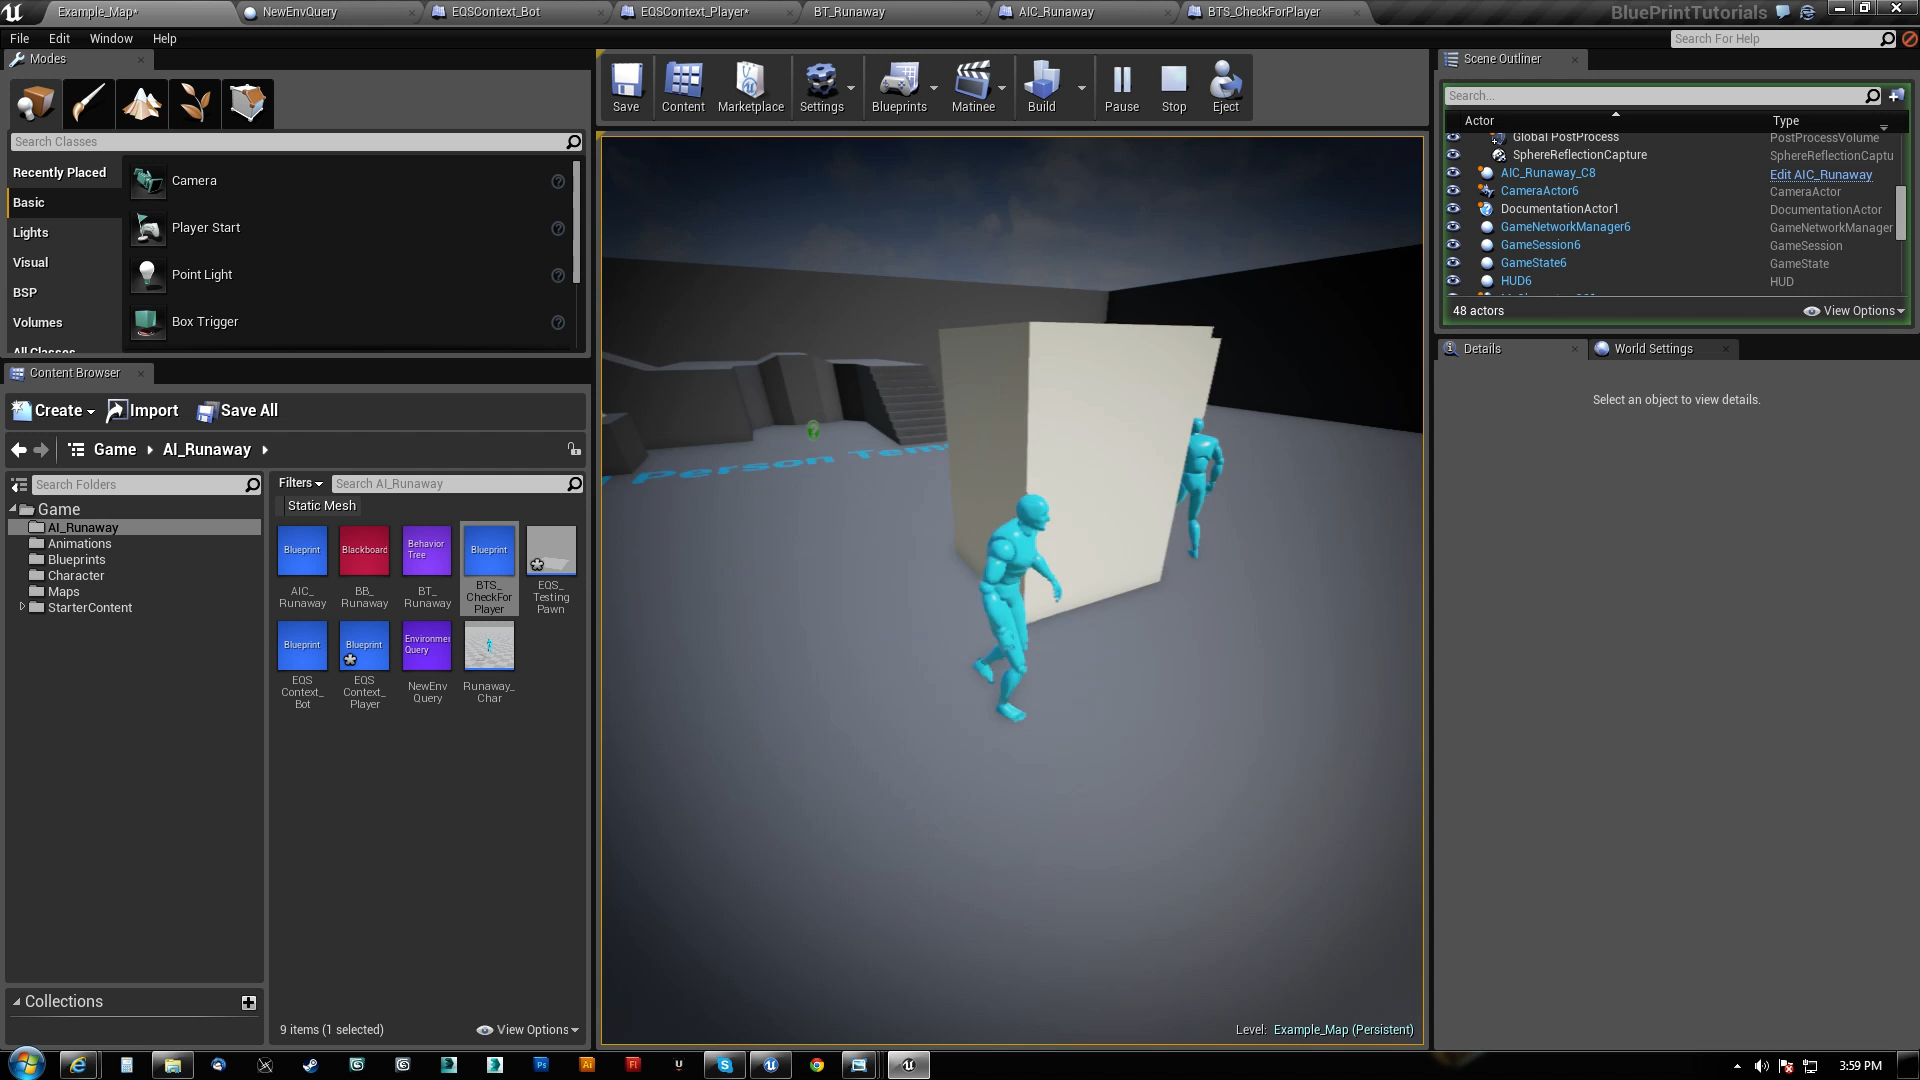 Example_Map*
NewEnvQuery
EQSContext_Bot
EQSContext_Player*
BT_Runaway
AIC_Runaway
BTS_CheckForPlayer
BluePrintTutorials
File
Edit
Window
Help
Search For Help
Modes
Search Classes
Recently Placed
Basic
Lights
Visual
BSP
Volumes
All Classes
Camera
Player Start
Point Light
Box Trigger
Save
Content
Marketplace
Settings
Blueprints
Matinee
Build
Pause
Stop
Eject
Scene Outliner
Search...
Actor
Type
Global PostProcess
PostProcessVolume
SphereReflectionCapture
SphereReflectionCaptu
AIC_Runaway_C8
Edit AIC_Runaway
CameraActor6
CameraActor
DocumentationActor1
DocumentationActor
GameNetworkManager6
GameNetworkManager
GameSession6
GameSession
GameState6
GameState
HUD6
HUD
48 actors
View Options
Details
World Settings
Select an object to view details.
Content Browser
Create
Import
Save All
Game
AI_Runaway
Search Folders
Game
AI_Runaway
Animations
Blueprints
Character
Maps
StarterContent
Filters
Search AI_Runaway
Static Mesh
Blueprint
AIC_
Runaway
Blackboard
BB_
Runaway
Behavior
Tree
BT_
Runaway
Blueprint
BTS_
CheckFor
Player
EQS_
Testing
Pawn
Blueprint
EQS
Context_
Bot
Blueprint
EQS
Context_
Player
Environmer
Query
NewEnv
Query
Runaway_
Char
Collections
9 items (1 selected)
View Options
Person Tem
Level: Example_Map (Persistent)
3:59 PM